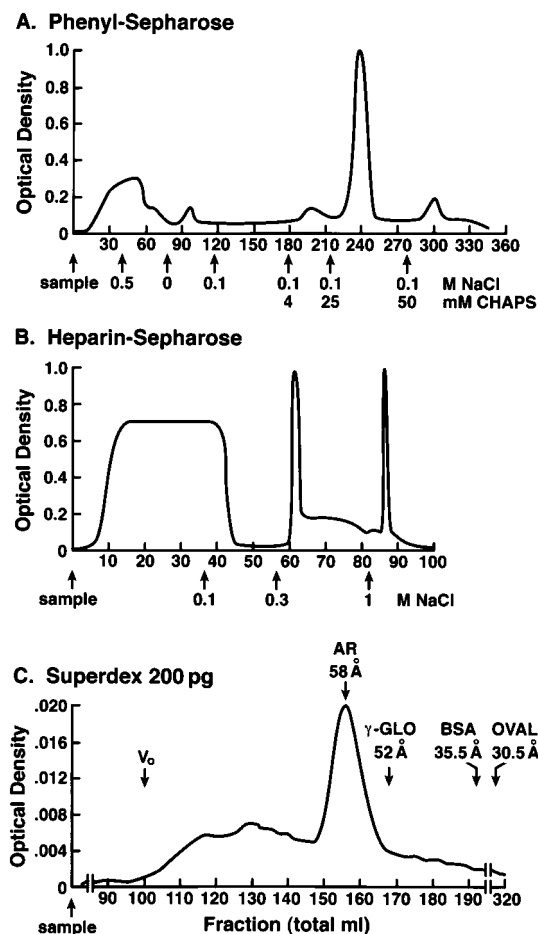 A. Phenyl-Sepharose
Optical Density
1.0
0.8
0.6
0.4
0.2
0
30 60 90 120 150 180 210 240 270 300 330 360
sample 0.5 0 0.1 0.1 0.1 0.1 M NaCl
4 25 50 mM CHAPS
B. Heparin-Sepharose
Optical Density
1.0
0.8
0.6
0.4
0.2
0
10 20 30 40 50 60 70 80 90 100
sample 0.1 0.3 1 M NaCl
C. Superdex 200 pg
AR
58 Å
γ-GLO BSA OVAL
52 Å 35.5 Å 30.5 Å
Vo
Optical Density
.020
.016
.012
.008
.004
0
90 100 110 120 130 140 150 160 170 180 190 320
sample
Fraction (total ml)